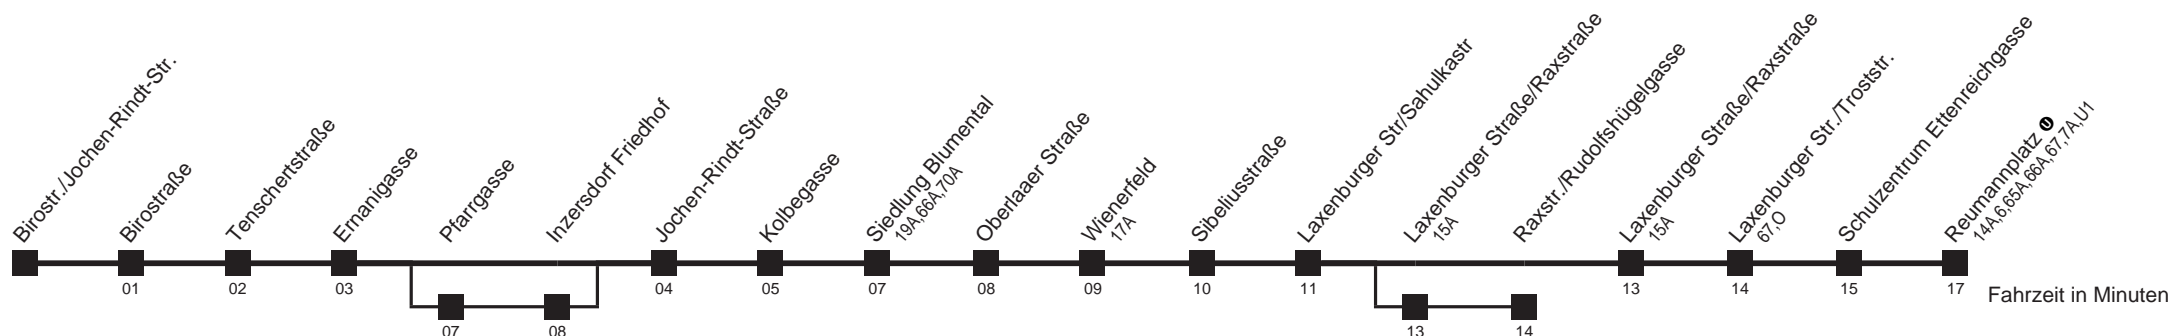 Birostr./Jochen-Rindt-Str.
Birostraße
01
Tenschertstraße
02
Ernanigasse
03
Pfarrgasse
07
Inzersdorf Friedhof
08
Jochen-Rindt-Straße
04
Kolbegasse
05
Siedlung Blumental
19A,66A,70A
07
Oberlaaer Straße
08
Wienerfeld
17A
09
Sibeliusstraße
10
Laxenburger Str/Sahulkastr
11
Laxenburger Straße/Raxstraße
15A
13
Raxstr./Rudolfshügelgasse
14
Laxenburger Straße/Raxstraße
15A
13
Laxenburger Str./Troststr.
67,O
14
Schulzentrum Ettenreichgasse
15
Reumannplatz U
14A,6,65A,66A,67,7A,U1
17
Fahrzeit in Minuten